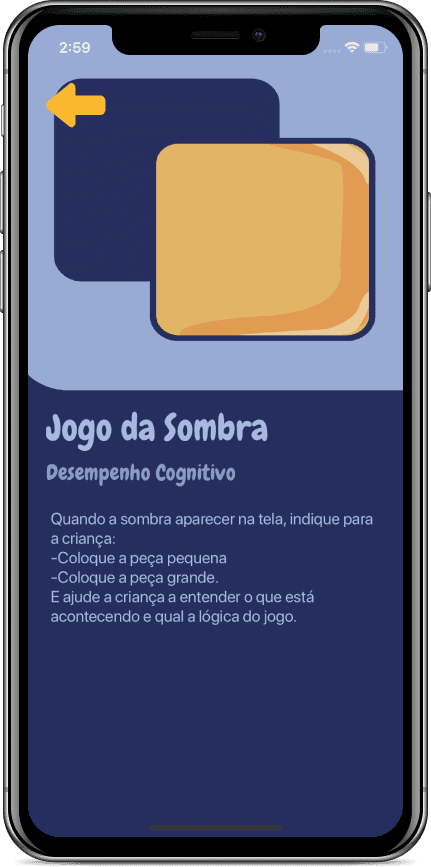 2:59
Jogo da Sombra
Desempenho Cognitivo
Quando a sombra aparecer na tela, indique para
a criança:
-Coloque a peça pequena
-Coloque a peça grande.
E ajude a criança a entender o que está
acontecendo e qual a lógica do jogo.